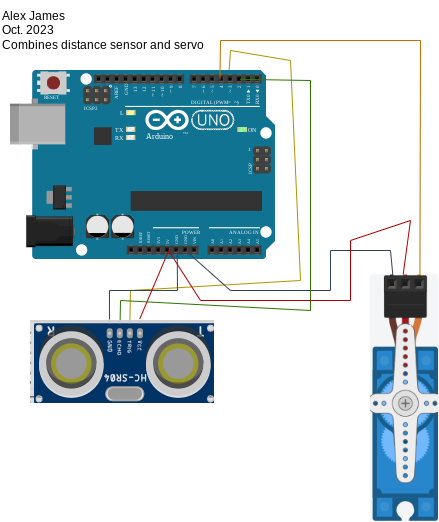 Alex James
Oct. 2023
Combines distance sensor and servo
RESET
ICSP2
AREF
GND
13
12
~11
~10
~9
8
7
~6
~5
4
~3
2
TX→1
RX←0
DIGITAL (PWM= ~)
L
TX
RX
UNO
ON
Arduino
™
ICSP
1
POWER
ANALOG IN
IOREF
RESET
3V3
5V
GND
GND
VIN
A0
A1
A2
A3
A4
A5
R
T
GND
ECHO
TRIG
VCC
HC-SR04